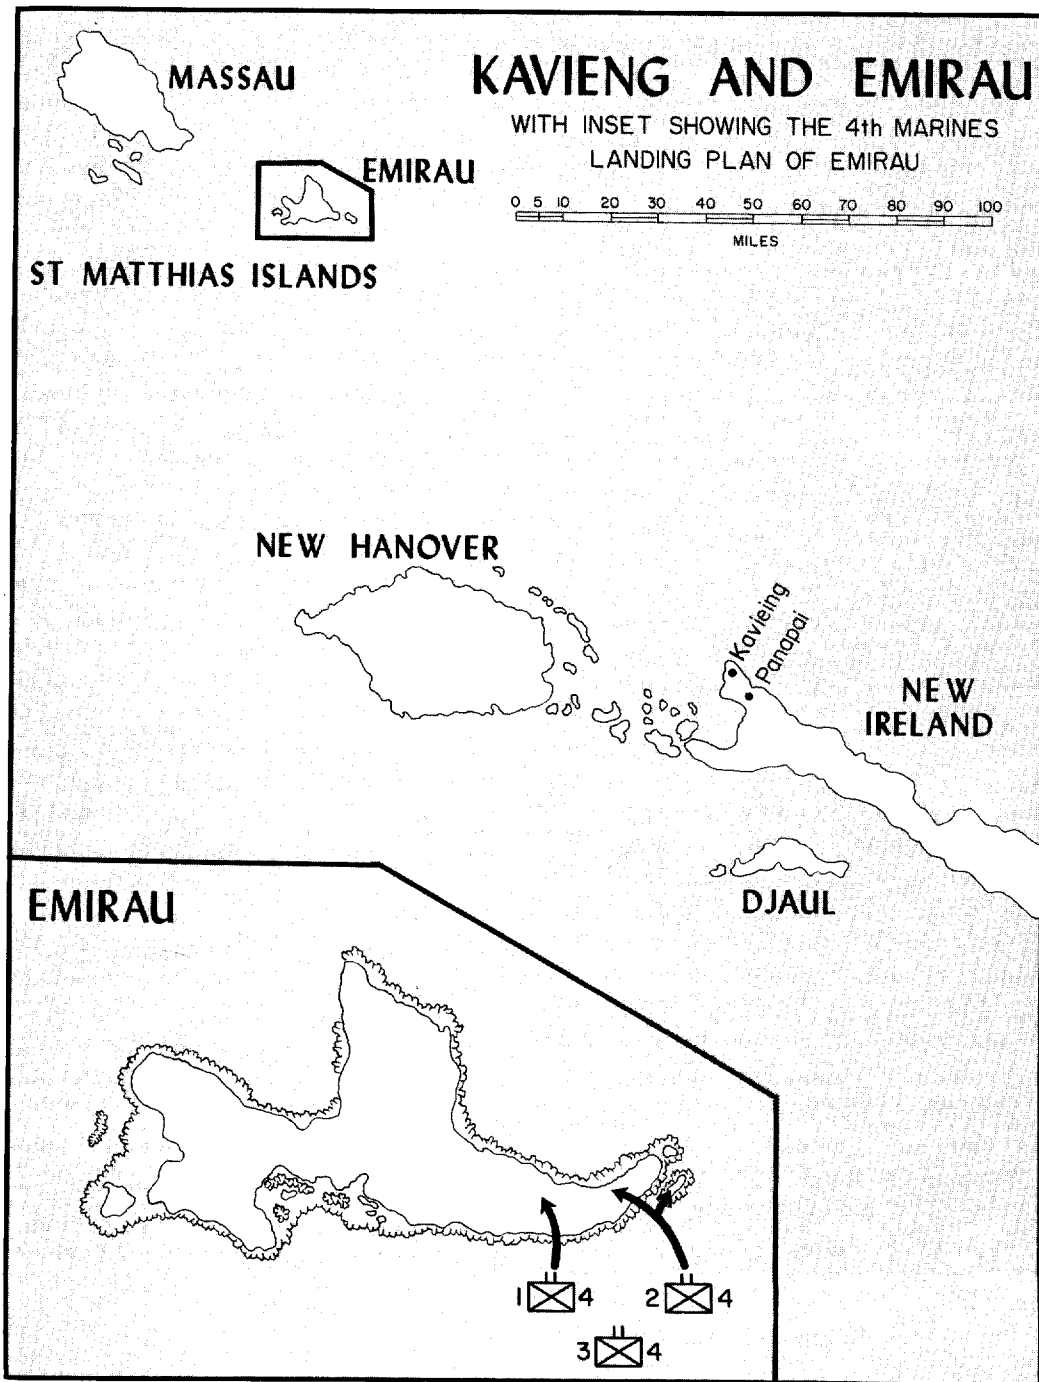 MASSAU
KAVIENG AND EMIRAU
WITH INSET SHOWING THE 4th MARINES
LANDING PLAN OF EMIRAU
EMIRAU
0 5 10 20 30 40 50 60 70 80 90 100
MILES
ST MATTHIAS ISLANDS
NEW HANOVER
Kavieing
Panapai
NEW
IRELAND
DJAUL
EMIRAU
1 4
2 4
3 4